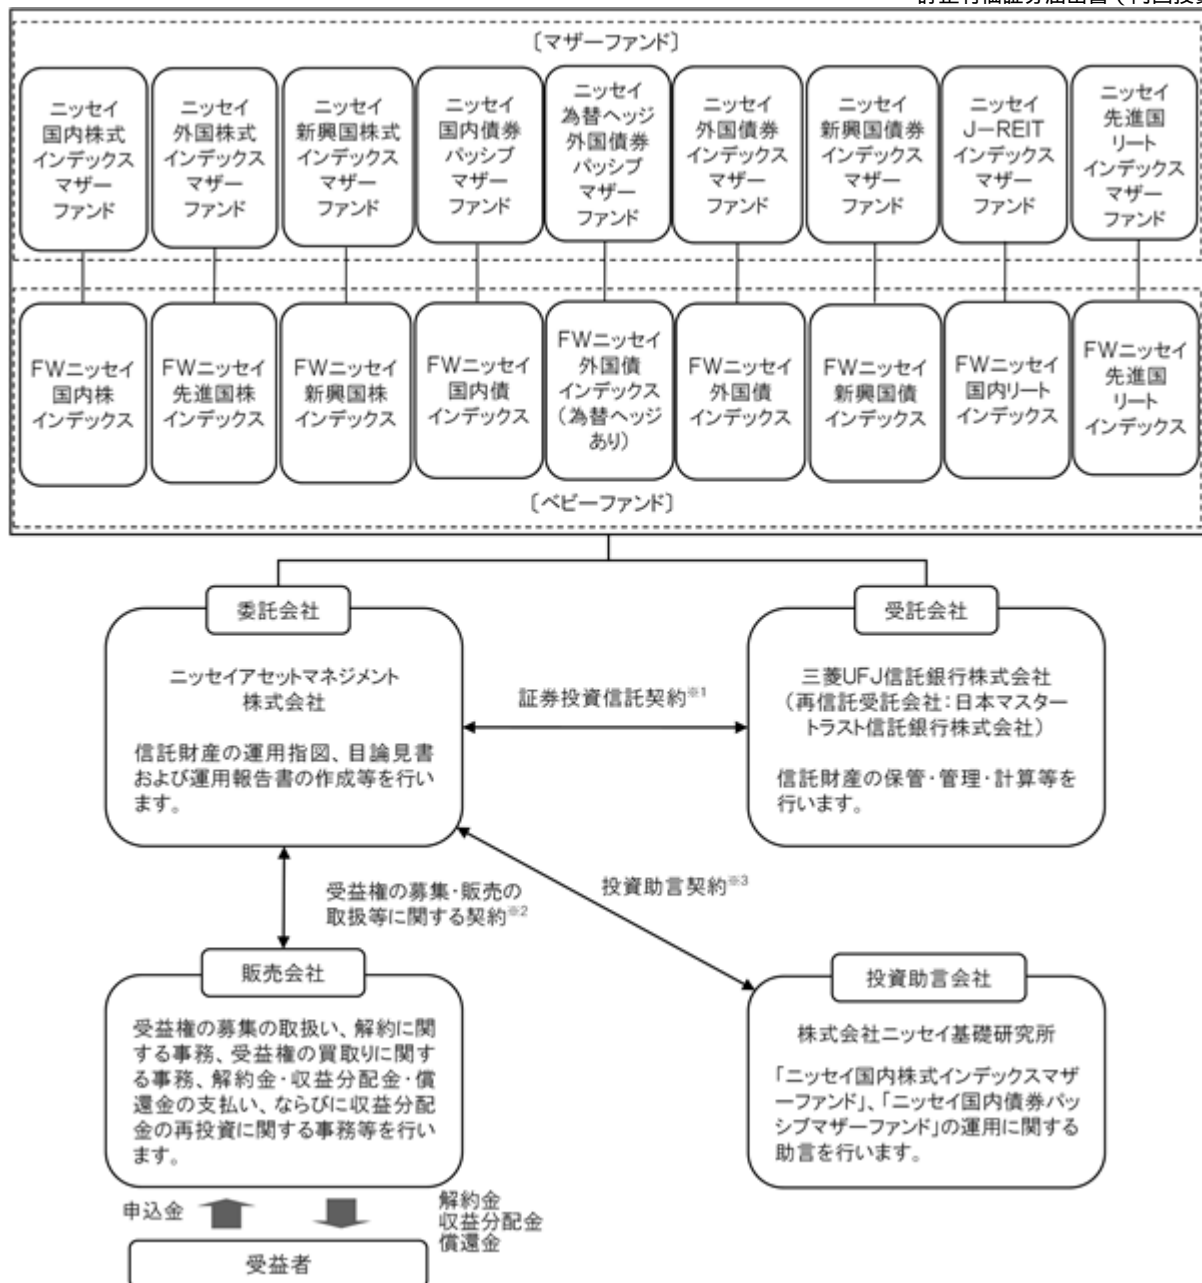 〔マザーファンド〕
ニッセイ
国内株式
インデックス
マザー
ファンド
ニッセイ
外国株式
インデックス
マザー
ファンド
ニッセイ
新興国株式
インデックス
マザー
ファンド
ニッセイ
国内債券
パッシブ
マザー
ファンド
ニッセイ
為替ヘッジ
外国債券
パッシブ
マザー
ファンド
ニッセイ
外国債券
インデックス
マザー
ファンド
ニッセイ
新興国債券
インデックス
マザー
ファンド
ニッセイ
J-REIT
インデックス
マザー
ファンド
ニッセイ
先進国
リート
インデックス
マザー
ファンド
FWニッセイ
国内株
インデックス
FWニッセイ
先進国株
インデックス
FWニッセイ
新興国株
インデックス
FWニッセイ
国内債
インデックス
FWニッセイ
外国債
インデックス
(為替ヘッジ
あり)
FWニッセイ
外国債
インデックス
FWニッセイ
新興国債
インデックス
FWニッセイ
国内リート
インデックス
FWニッセイ
先進国
リート
インデックス
〔ベビーファンド〕
委託会社
ニッセイアセットマネジメント
株式会社
信託財産の運用指図、目論見書
および運用報告書の作成等を行い
ます。
証券投資信託契約※1
受託会社
三菱UFJ信託銀行株式会社
(再信託受託会社:日本マスター
トラスト信託銀行株式会社)
信託財産の保管・管理・計算等を
行います。
受益権の募集・販売の
取扱等に関する契約※2
投資助言契約※3
販売会社
受益権の募集の取扱い、解約に関
する事務、受益権の買取りに関す
る事務、解約金・収益分配金・償
還金の支払い、ならびに収益分配
金の再投資に関する事務等を行い
ます。
投資助言会社
株式会社ニッセイ基礎研究所
「ニッセイ国内株式インデックスマザ
ーファンド」、「ニッセイ国内債券パッ
シブマザーファンド」の運用に関する
助言を行います。
申込金
解約金
収益分配金
償還金
受益者